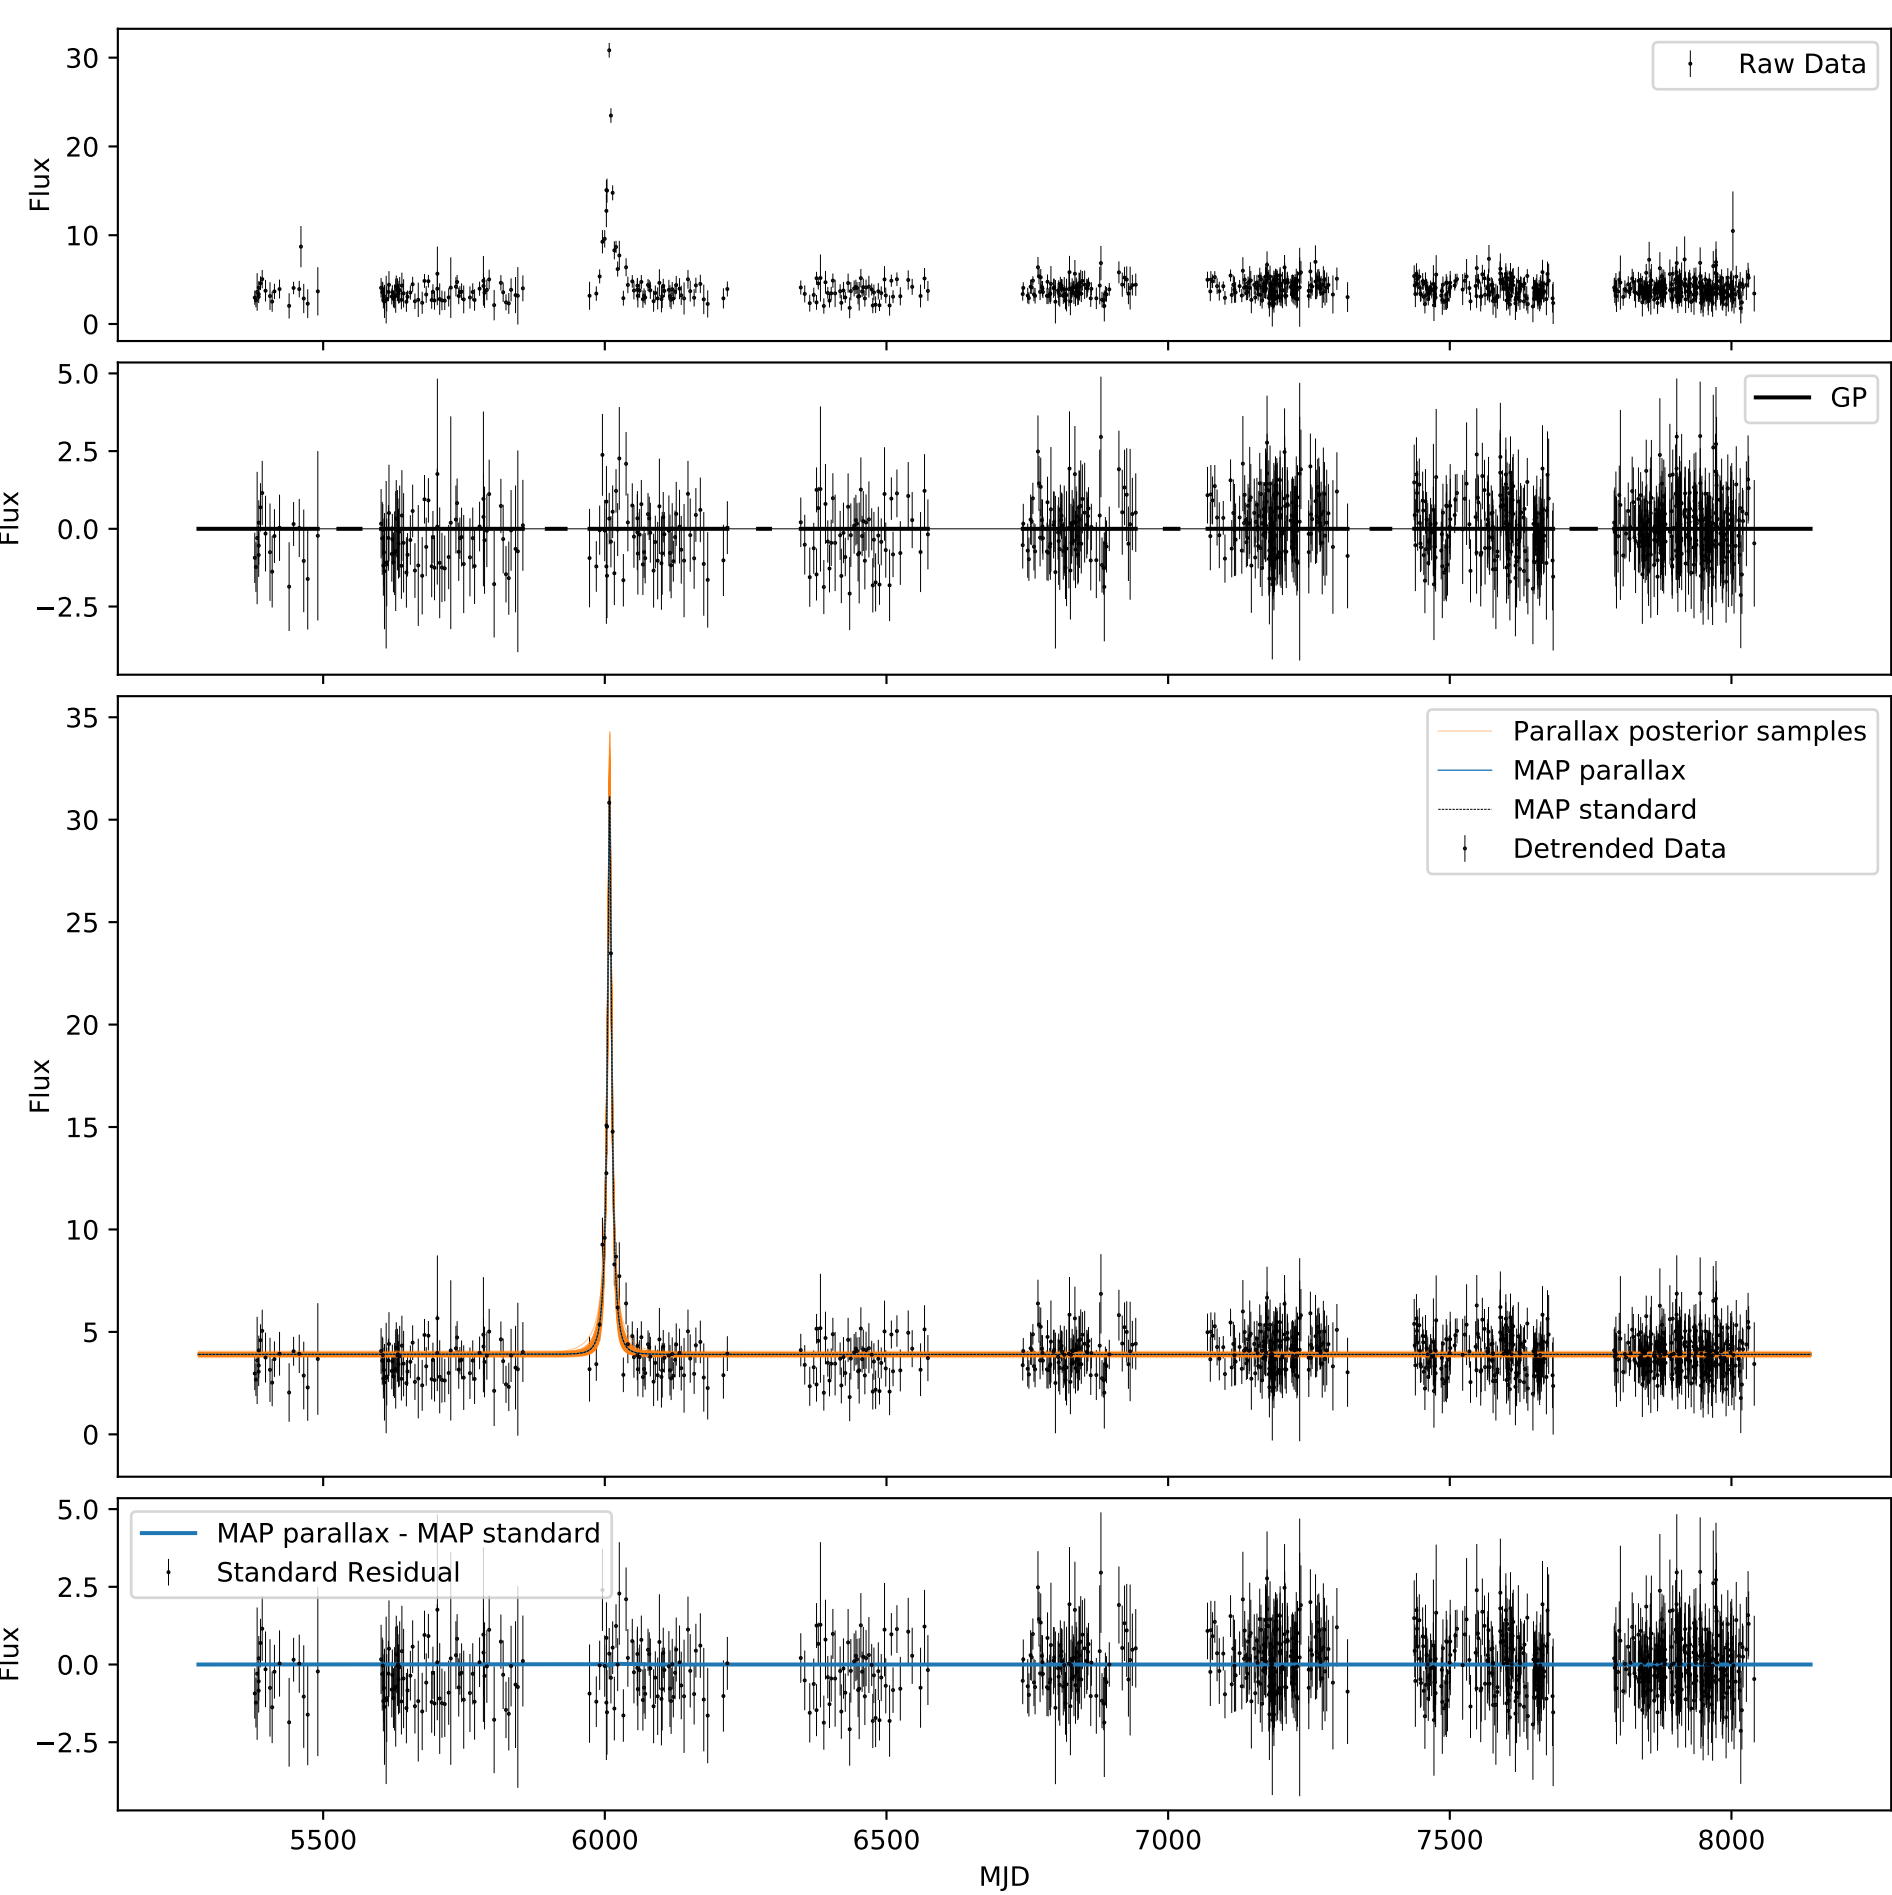 30
20
10
0
Flux
Raw Data
5.0
2.5
0.0
−2.5
Flux
GP
35
30
25
20
15
10
5
0
Flux
Parallax posterior samples
MAP parallax
MAP standard
Detrended Data
5.0
2.5
0.0
−2.5
Flux
MAP parallax - MAP standard
Standard Residual
5500 6000 6500 7000 7500 8000
MJD